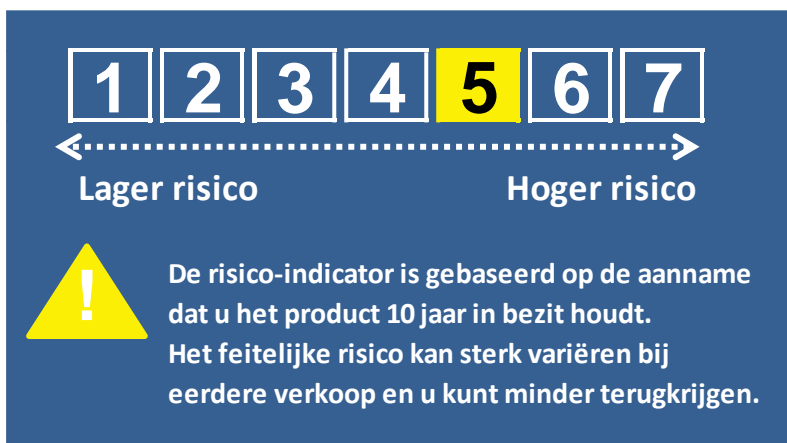 1 2 3 4 5 6 7
Lager risico Hoger risico
!
De risico-indicator is gebaseerd op de aanname
dat u het product 10 jaar in bezit houdt.
Het feitelijke risico kan sterk variëren bij
eerdere verkoop en u kunt minder terugkrijgen.